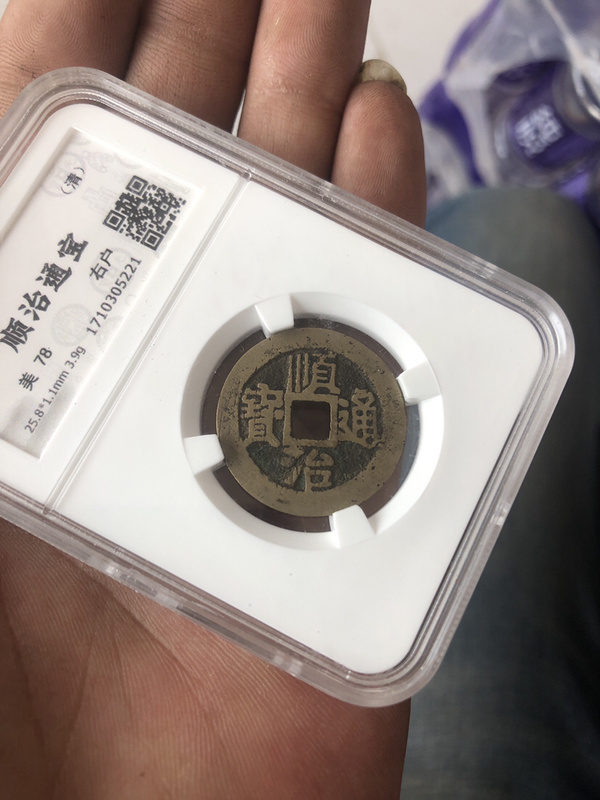 (清)
顺治通宝
右户
美 78
1710305221
25.8*1.1mm 3.9g
順治通寶